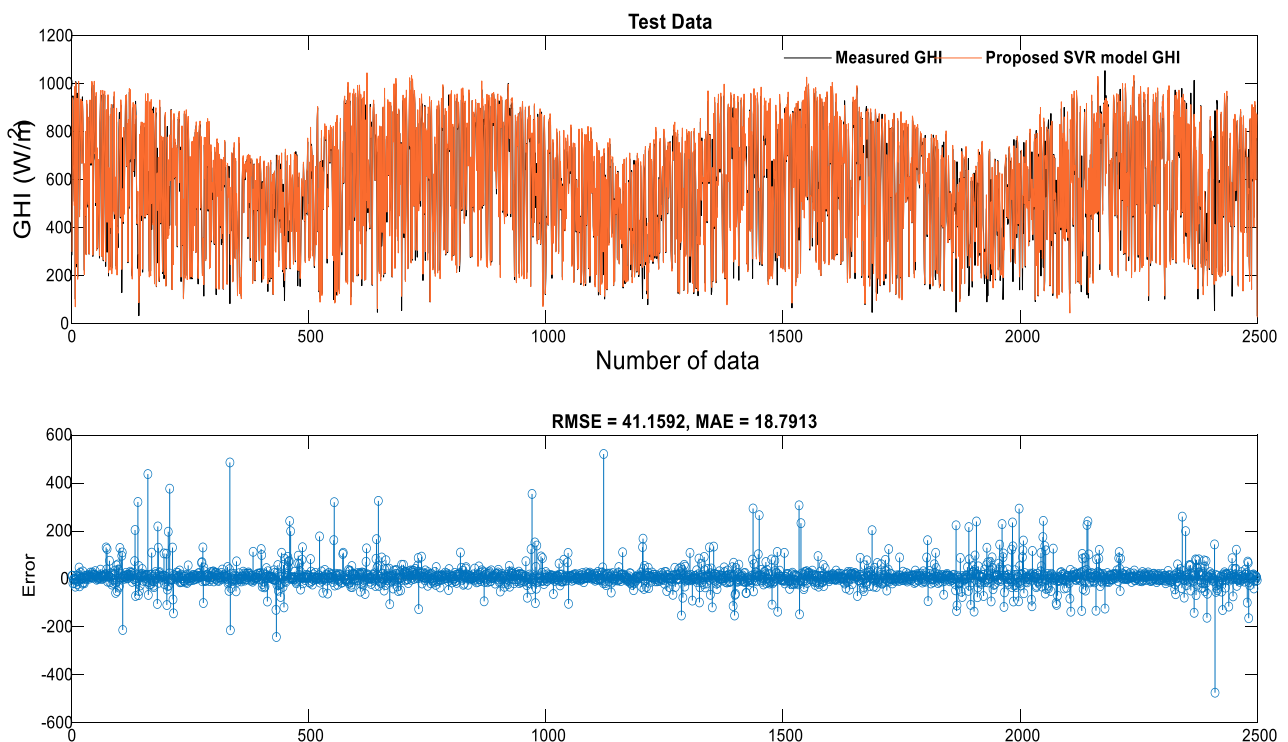 Test Data
1200
Measured GHI Proposed SVR model GHI
1000
800
600
400
200
0
GHI (W/m2)
0 500 1000 1500 2000 2500
Number of data
RMSE = 41.1592, MAE = 18.7913
600
400
200
0
-200
-400
-600
Error
0 500 1000 1500 2000 2500